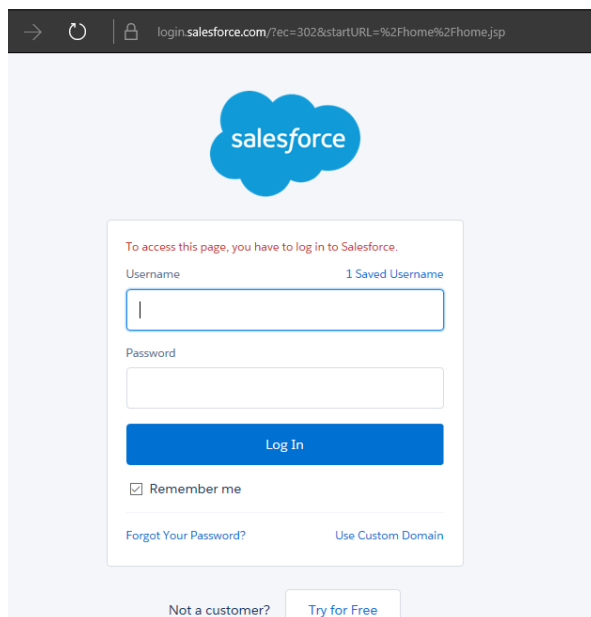 login.salesforce.com/?ec=302&startURL=%2Fhome%2Fhome.jsp
salesforce
To access this page, you have to log in to Salesforce.
Username 1 Saved Username
Password
Log In
Remember me
Forgot Your Password? Use Custom Domain
Not a customer? Try for Free